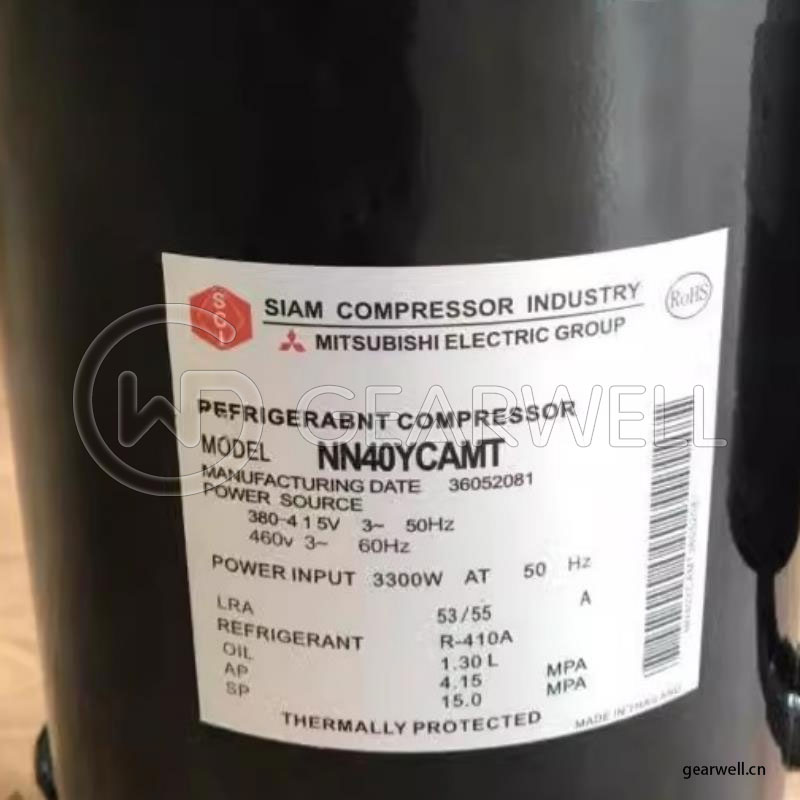 SCI
SIAM COMPRESSOR INDUSTRY
RoHS
MITSUBISHI ELECTRIC GROUP
GEARWELL
PEFRIGERABNT COMPRESSOR
MODEL NN40YCAMT
MANUFACTURING DATE 36052081
POWER SOURCE
380-415V 3~ 50Hz
460v 3~ 60Hz
POWER INPUT 3300W AT 50 Hz
LRA 53/55 A
REFRIGERANT R-410A
OIL 1.30 L
AP 4.15 MPA
SP 15.0 MPA
THERMALLY PROTECTED
MADE IN THAILAND
gearwell.cn